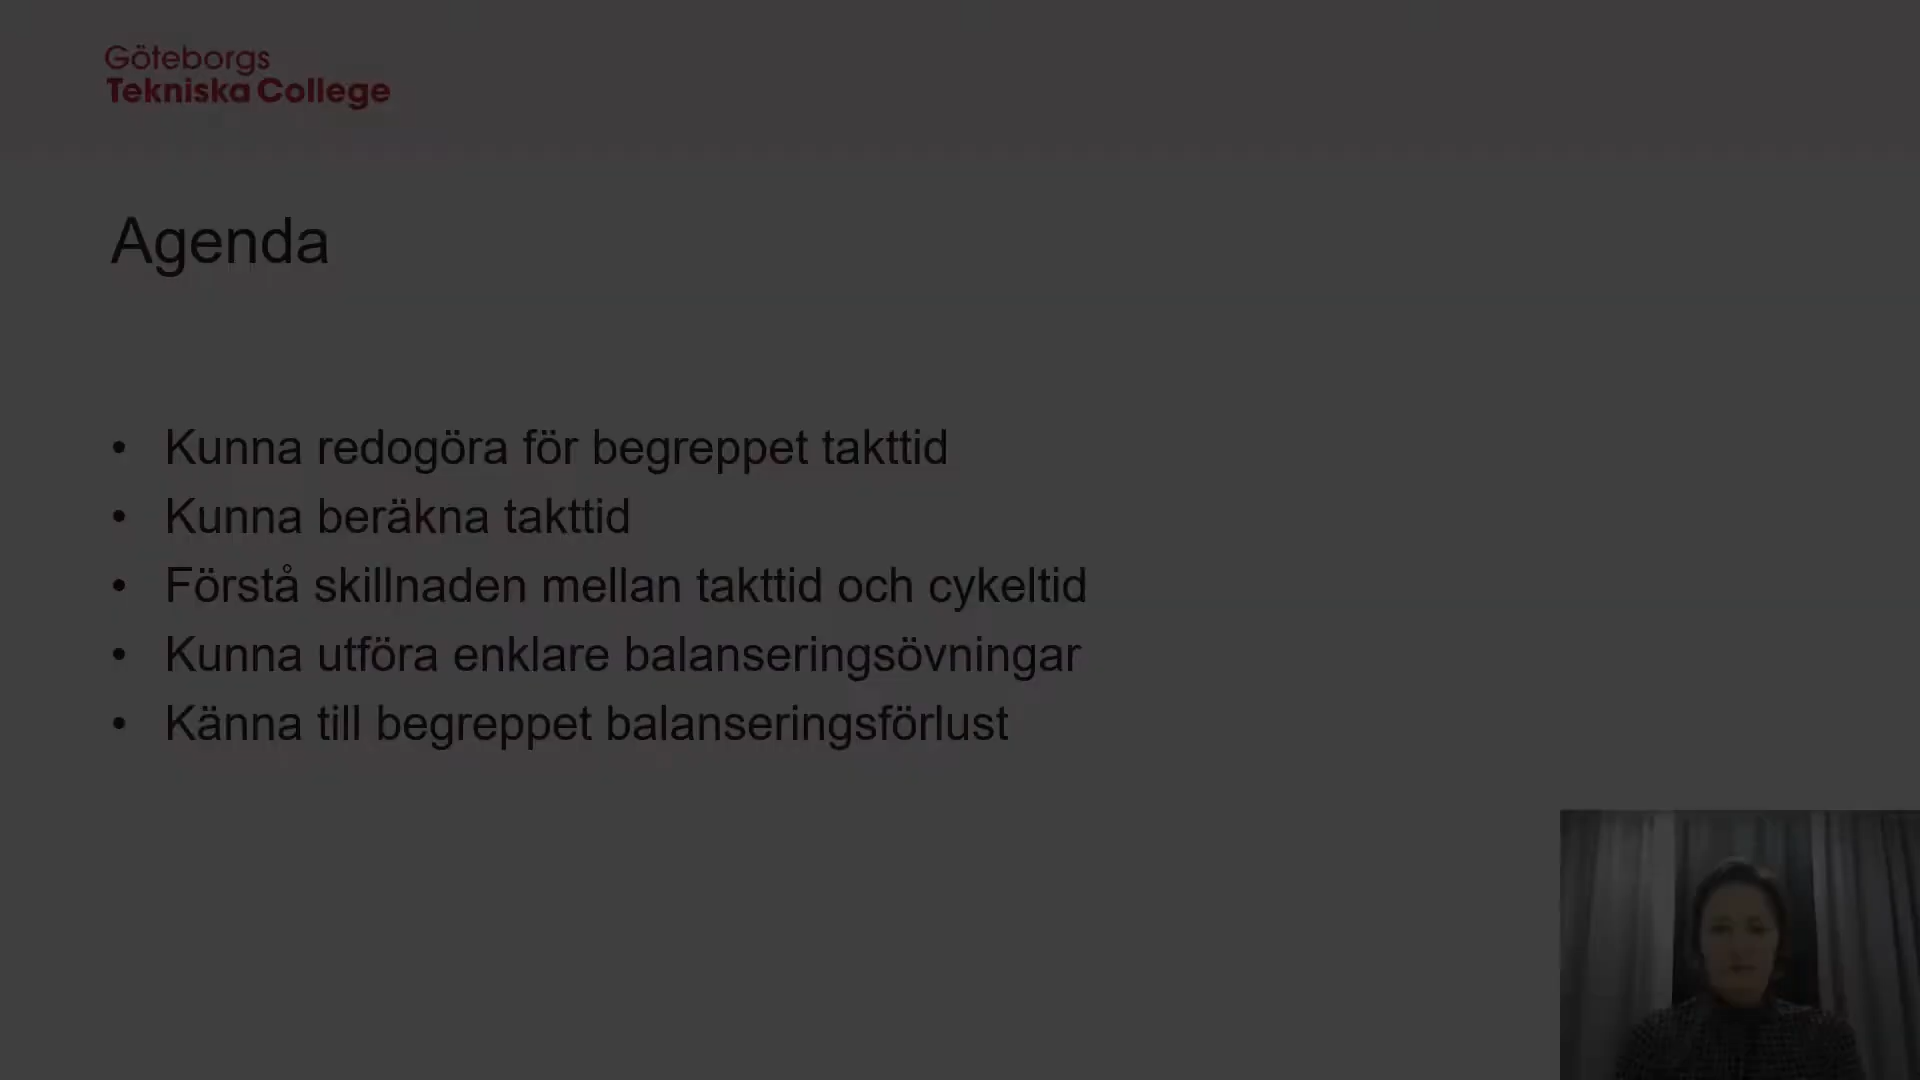 Göteborgs
Tekniska College
Agenda
• Kunna redogöra för begreppet takttid
• Kunna beräkna takttid
• Förstå skillnaden mellan takttid och cykeltid
• Kunna utföra enklare balanseringsövningar
• Känna till begreppet balanseringsförlust